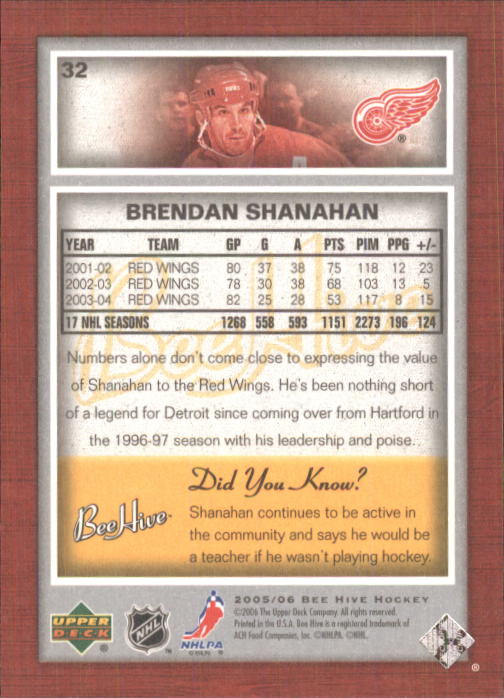 32
BRENDAN SHANAHAN
YEAR TEAM GP G A PTS PIM PPG +/-
2001-02 RED WINGS 80 37 38 75 118 12 23
2002-03 RED WINGS 78 30 38 68 103 13 5
2003-04 RED WINGS 82 25 28 53 117 8 15
17 NHL SEASONS 1268 558 593 1151 2273 196 124
Numbers alone don't come close to expressing the value
of Shanahan to the Red Wings. He's been nothing short
of a legend for Detroit since coming over from Hartford in
the 1996-97 season with his leadership and poise.
Did You Know?
BeeHive™
Shanahan continues to be active in
the community and says he would be
a teacher if he wasn't playing hockey.
2005/06 BEE HIVE HOCKEY
©2006 The Upper Deck Company. All rights reserved.
Printed in the U.S.A. Bee Hive is a registered trademark of
ACH Food Companies, Inc. ©NHLPA. ©NHL.
UPPER
DECK
NHL
NHLPA